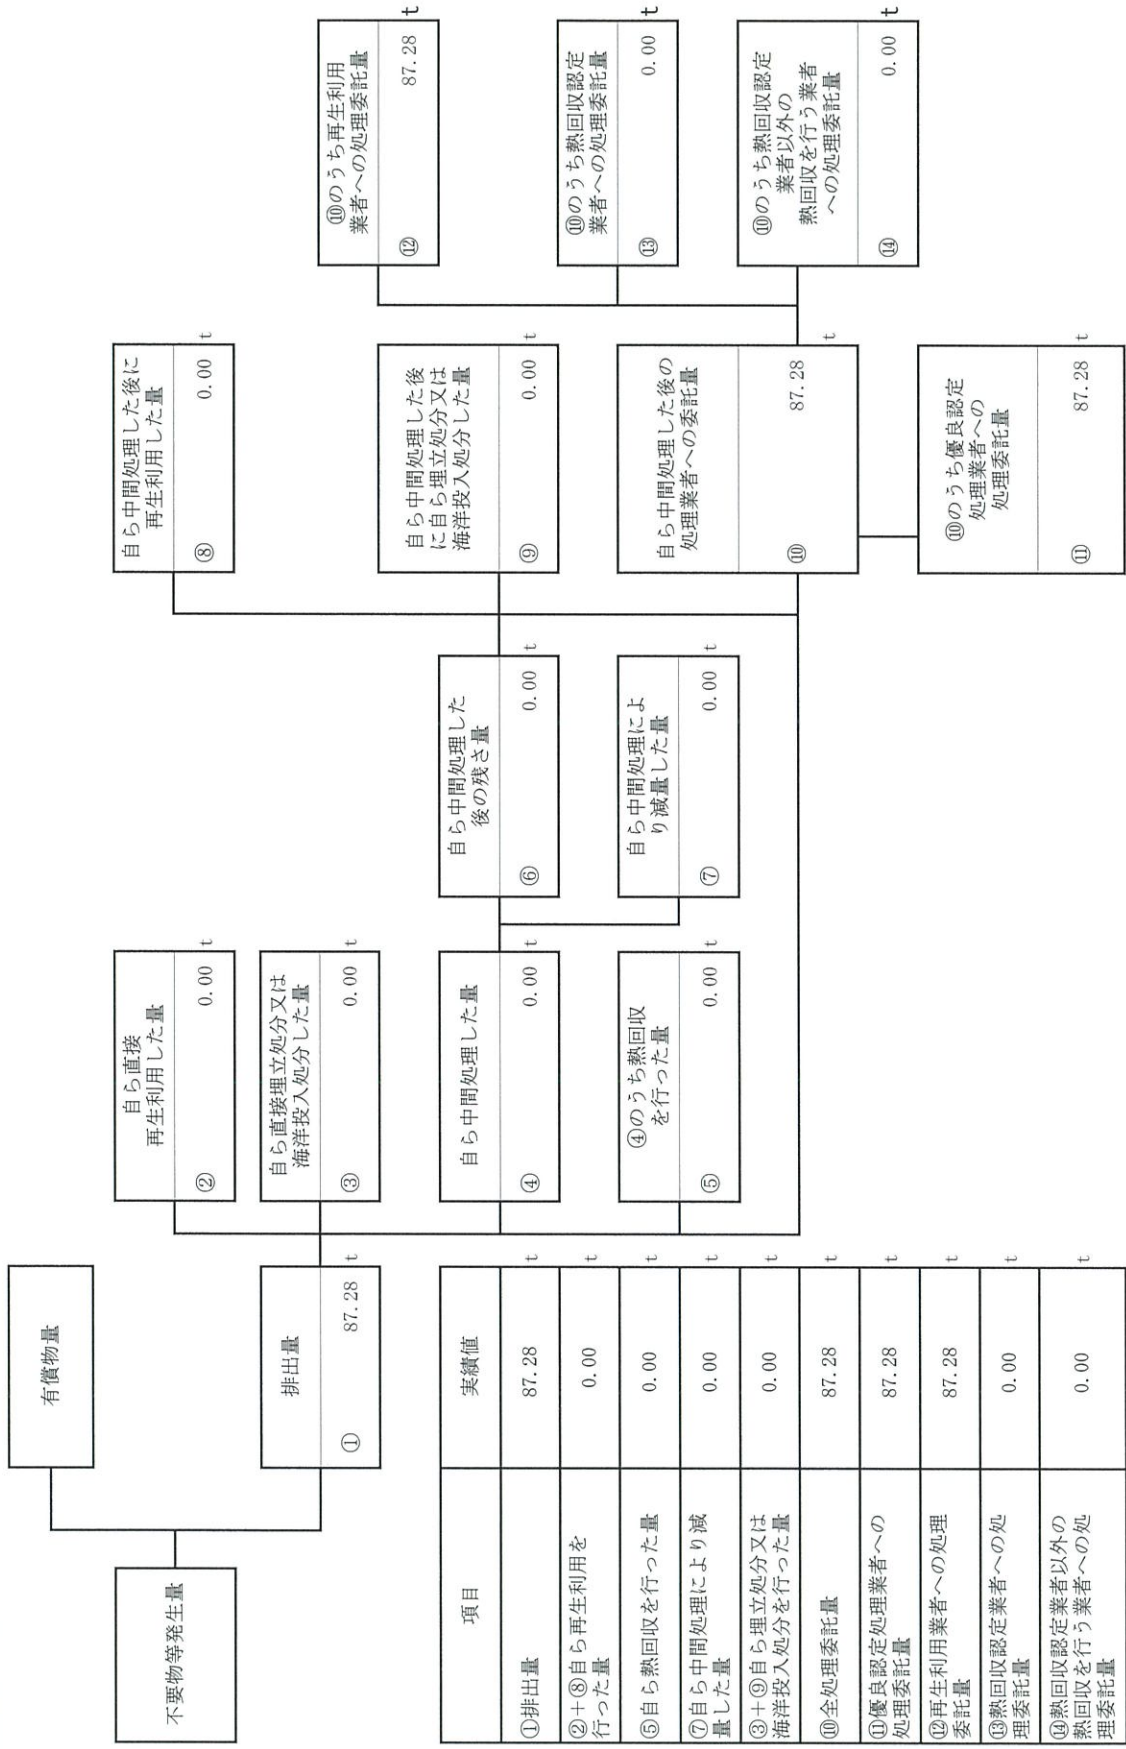 不要物等発生量
有償物量
排出量
① 87.28 t
自ら直接
再生利用した量
② 0.00 t
自ら直接埋立処分又は
海洋投入処分した量
③ 0.00 t
自ら中間処理した量
④ 0.00 t
④のうち熱回収
を行った量
⑤ 0.00 t
自ら中間処理した
後の残さ量
⑥ 0.00 t
自ら中間処理によ
り減量した量
⑦ 0.00 t
自ら中間処理した後に
再生利用した量
⑧ 0.00 t
自ら中間処理した後
に自ら埋立処分又は
海洋投入処分した量
⑨ 0.00 t
自ら中間処理した後の
処理業者への委託量
⑩ 87.28 t
⑩のうち優良認定
処理業者への
処理委託量
⑪ 87.28 t
⑩のうち再生利用
業者への処理委託量
⑫ 87.28 t
⑩のうち熱回収認定
業者への処理委託量
⑬ 0.00 t
⑩のうち熱回収認定
業者以外の
熱回収を行う業者
への処理委託量
⑭ 0.00 t
項目 実績値
①排出量 87.28 t
②+⑧自ら再生利用を
行った量 0.00 t
⑤自ら熱回収を行った量 0.00 t
⑦自ら中間処理により減
量した量 0.00 t
③+⑨自ら埋立処分又は
海洋投入処分を行った量 0.00 t
⑩全処理委託量 87.28 t
⑪優良認定処理業者への
処理委託量 87.28 t
⑫再生利用業者への処理
委託量 87.28 t
⑬熱回収認定業者への処
理委託量 0.00 t
⑭熱回収認定業者以外の
熱回収を行う業者への処
理委託量 0.00 t